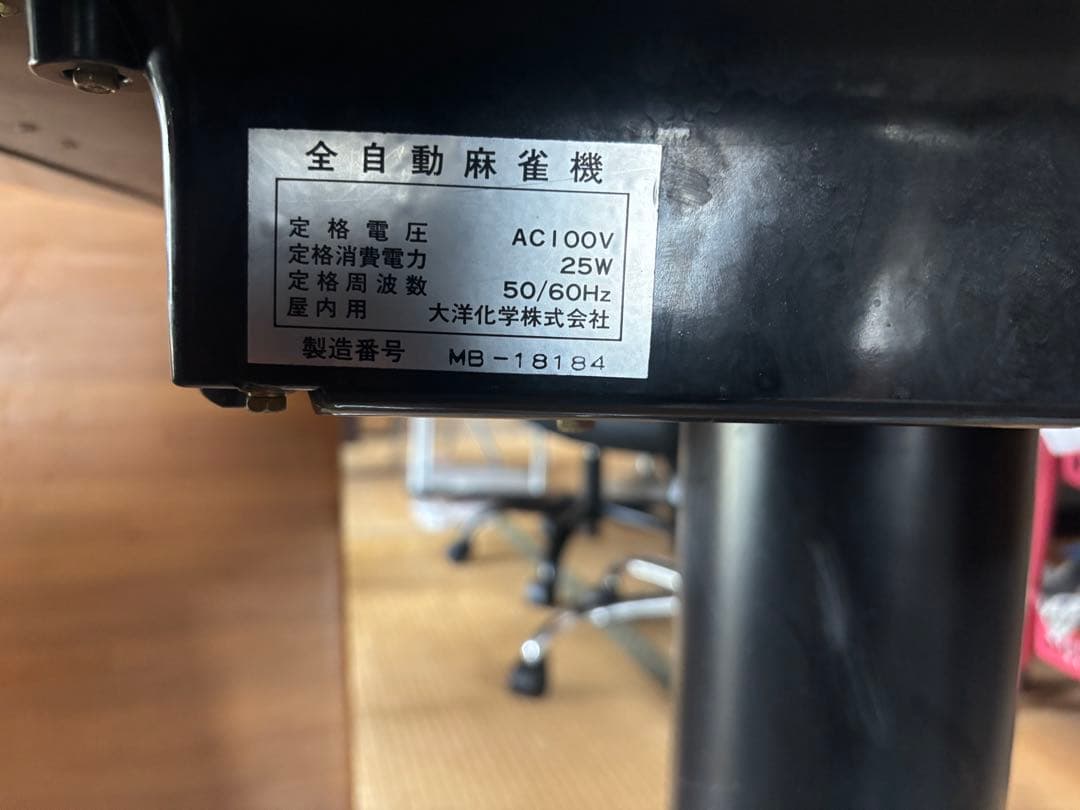 全自動麻雀機
定格電圧 AC100V
定格消費電力 25W
定格周波数 50/60Hz
屋内用 大洋化学株式会社
製造番号 MB-18184